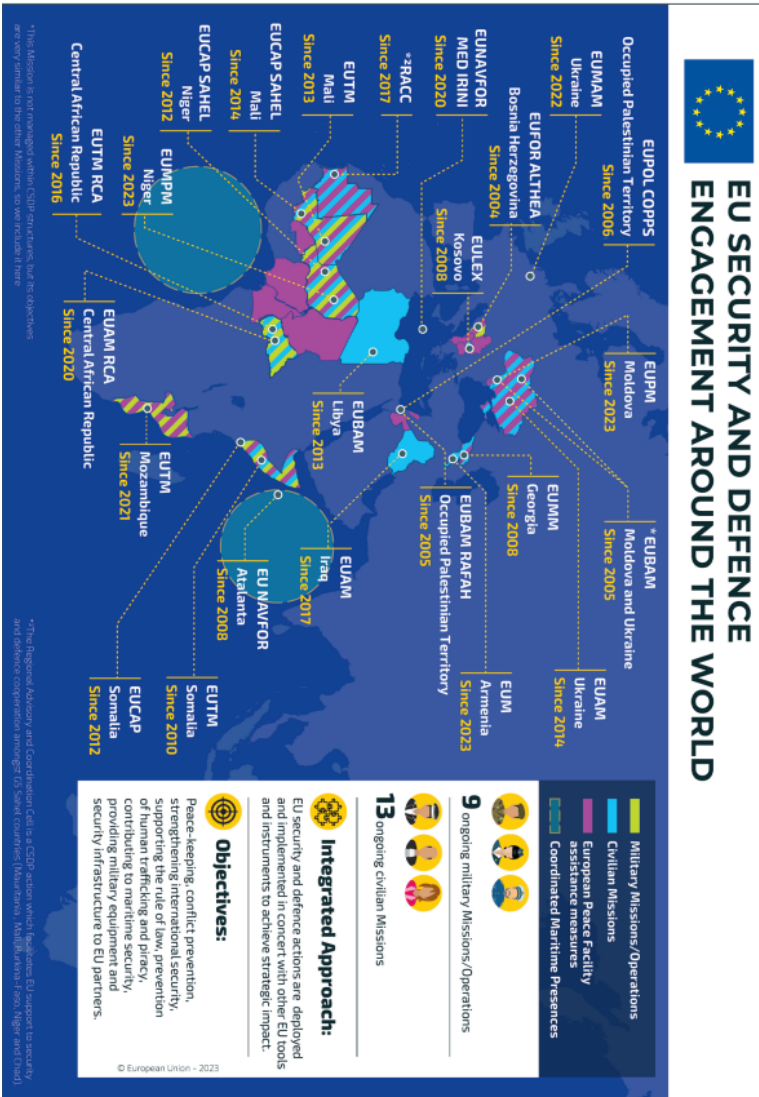 EU SECURITY AND DEFENCE
ENGAGEMENT AROUND THE WORLD
EUPOL COPPS
Occupied Palestinian Territory
Since 2006
EUMAM
Ukraine
Since 2022
EUFOR ALTHEA
Bosnia Herzegovina
Since 2004
EUNAVFOR
MED IRINI
Since 2020
EULEX
Kosovo
Since 2008
*²RACC
Since 2017
EUTM
Mali
Since 2013
EUCAP SAHEL
Mali
Since 2014
EUCAP SAHEL
Niger
Since 2012
EUMPM
Niger
Since 2023
EUTM RCA
Central African Republic
Since 2016
EUPM
Moldova
Since 2023
*EUBAM
Moldova and Ukraine
Since 2005
EUAM
Ukraine
Since 2014
EUMM
Georgia
Since 2008
EUM
Armenia
Since 2023
EUBAM RAFAH
Occupied Palestinian Territory
Since 2005
EUBAM
Libya
Since 2013
EUAM
Iraq
Since 2017
EU NAVFOR
Atalanta
Since 2008
EUTM
Somalia
Since 2010
EUCAP
Somalia
Since 2012
EUTM
Mozambique
Since 2021
EUAM RCA
Central African Republic
Since 2020
Military Missions/Operations
Civilian Missions
European Peace Facility
assistance measures
Coordinated Maritime Presences
9 ongoing military Missions/Operations
13 ongoing civilian Missions
Integrated Approach:
EU security and defence actions are deployed
and implemented in concert with other EU tools
and instruments to achieve strategic impact.
Objectives:
Peace-keeping, conflict prevention,
strengthening international security,
supporting the rule of law, prevention
of human trafficking and piracy,
contributing to maritime security,
providing military equipment and
security infrastructure to EU partners.
© European Union - 2023
*This Mission is not managed within CSDP structures, but its objectives
are very similar to the other Missions, so we include it here
*²The Regional Advisory and Coordination Cell is a CSDP action which facilitates EU support to security
and defence cooperation amongst G5 Sahel countries (Mauritania, Mali, Burkina-Faso, Niger and Chad)